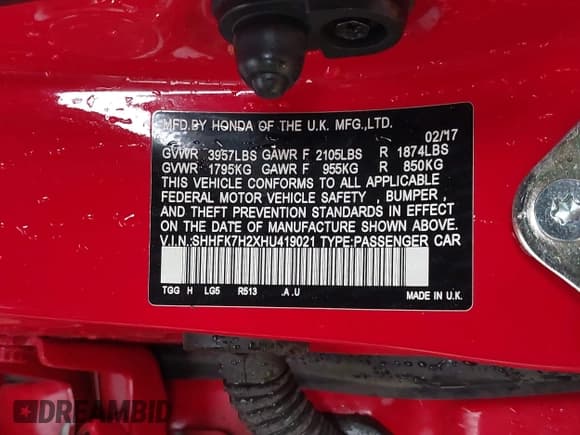 MFD.BY HONDA OF THE U.K. MFG.,LTD.
02/17
GVWR 3957LBS GAWR F 2105LBS R 1874LBS
GVWR 1795KG GAWR F 955KG R 850KG
THIS VEHICLE CONFORMS TO ALL APPLICABLE
FEDERAL MOTOR VEHICLE SAFETY , BUMPER ,
AND THEFT PREVENTION STANDARDS IN EFFECT
ON THE DATE OF MANUFACTURE SHOWN ABOVE.
V.I.N.:SHHFK7H2XHU419021 TYPE:PASSENGER CAR
TGG H LG5 R513 .A .U
MADE IN U.K.
DREAMBID